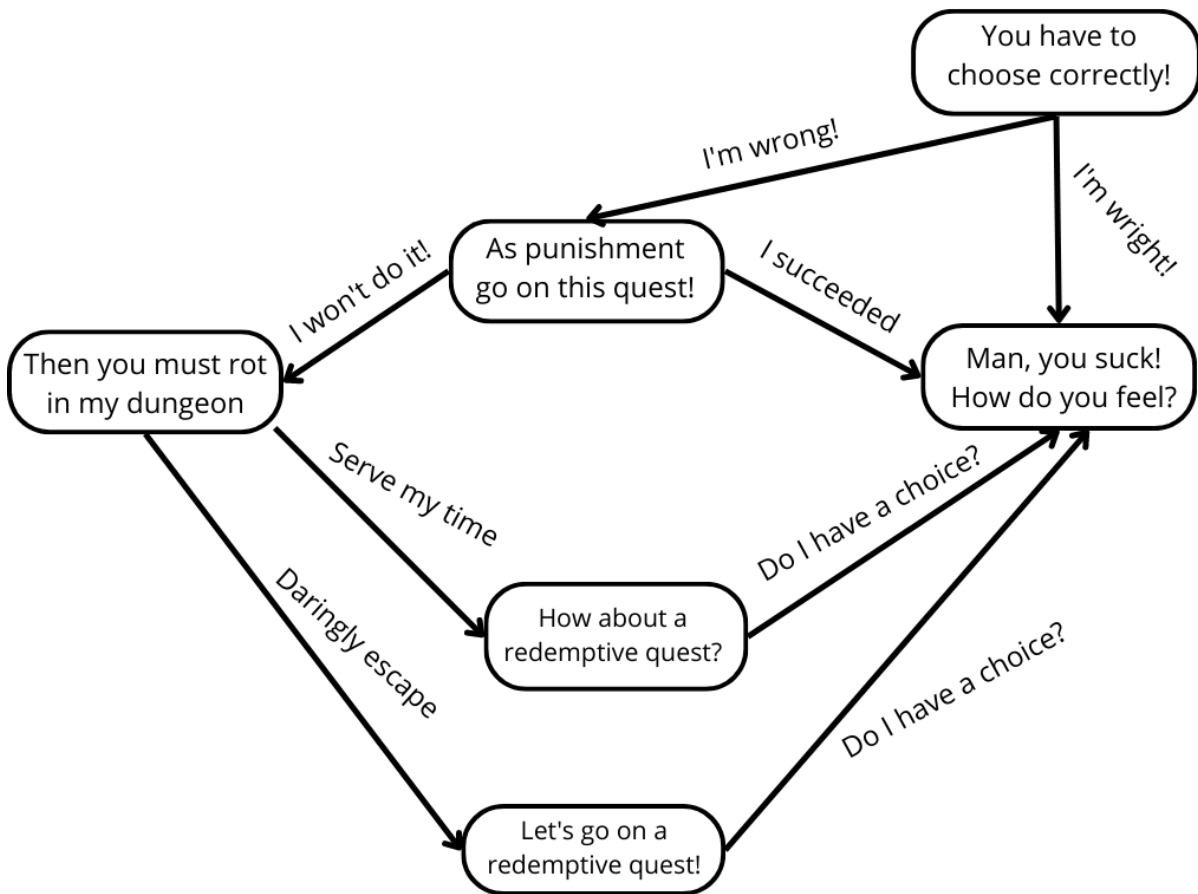 You have to
choose correctly!
I'm wrong!
I'm wright!
As punishment
go on this quest!
I won't do it!
I succeeded
Then you must rot
in my dungeon
Man, you suck!
How do you feel?
Serve my time
Do I have a choice?
Daringly escape
How about a
redemptive quest?
Do I have a choice?
Let's go on a
redemptive quest!